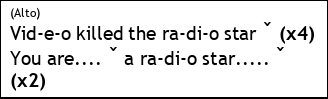 (Alto)
Vid-e-o killed the ra-di-o star ˇ (x4)
You are.... ˇ a ra-di-o star..... ˇ
(x2)